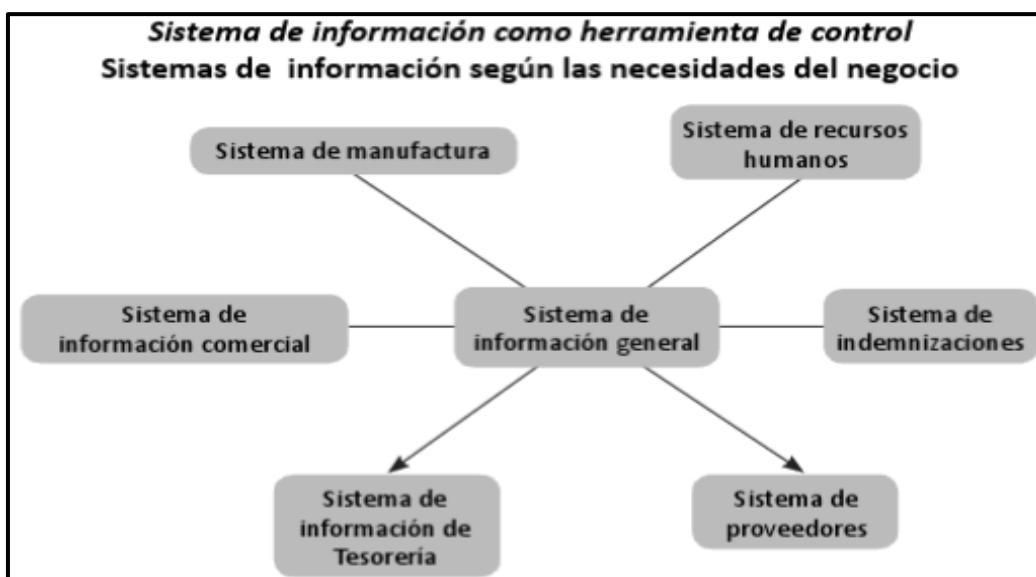 Sistema de información como herramienta de control
Sistemas de información según las necesidades del negocio
Sistema de manufactura
Sistema de recursos
humanos
Sistema de
información comercial
Sistema de
información general
Sistema de
indemnizaciones
Sistema de
información de
Tesorería
Sistema de
proveedores